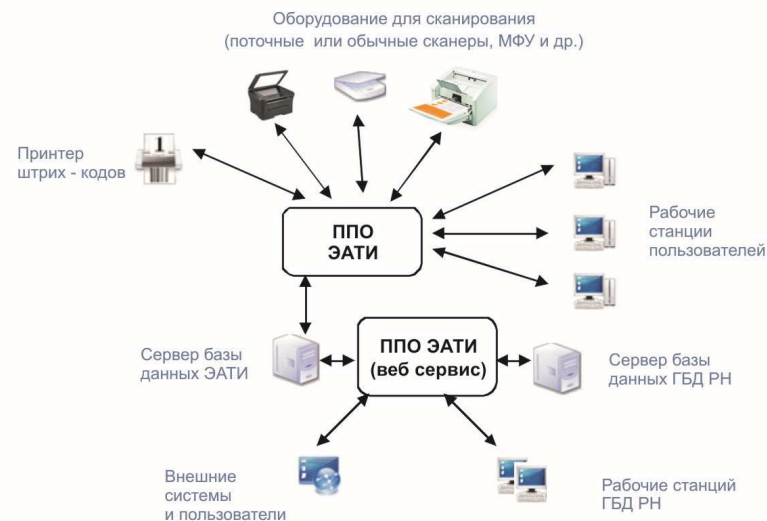 Оборудование для сканирования
(поточные или обычные сканеры, МФУ и др.)
Принтер
штрих - кодов
ППО
ЭАТИ
Рабочие
станции
пользователей
Сервер базы
данных ЭАТИ
ППО ЭАТИ
(веб сервис)
Сервер базы
данных ГБД РН
Внешние
системы
и пользователи
Рабочие станций
ГБД РН